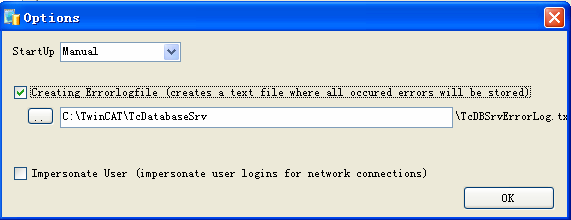 Options
StartUp Manual
Creating Errorlogfile (creates a text file where all occured errors will be stored)
.. C:\TwinCAT\TcDatabaseSrv \TcDBSrvErrorLog.tx
Impersonate User (impersonate user logins for network connections)
OK